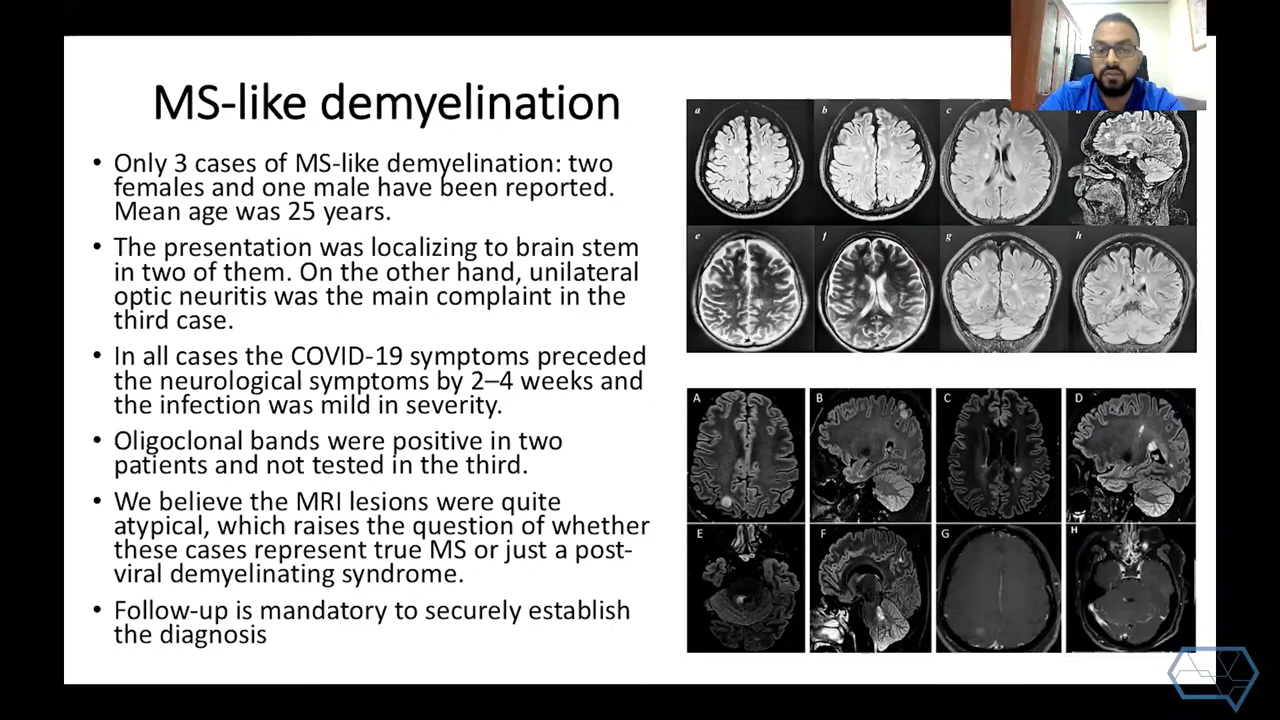 MS-like demyelination
• Only 3 cases of MS-like demyelination: two
females and one male have been reported.
Mean age was 25 years.
• The presentation was localizing to brain stem
in two of them. On the other hand, unilateral
optic neuritis was the main complaint in the
third case.
• In all cases the COVID-19 symptoms preceded
the neurological symptoms by 2–4 weeks and
the infection was mild in severity.
• Oligoclonal bands were positive in two
patients and not tested in the third.
• We believe the MRI lesions were quite
atypical, which raises the question of whether
these cases represent true MS or just a post-
viral demyelinating syndrome.
• Follow-up is mandatory to securely establish
the diagnosis
a b c d
e f g h
A B C D
E F G H